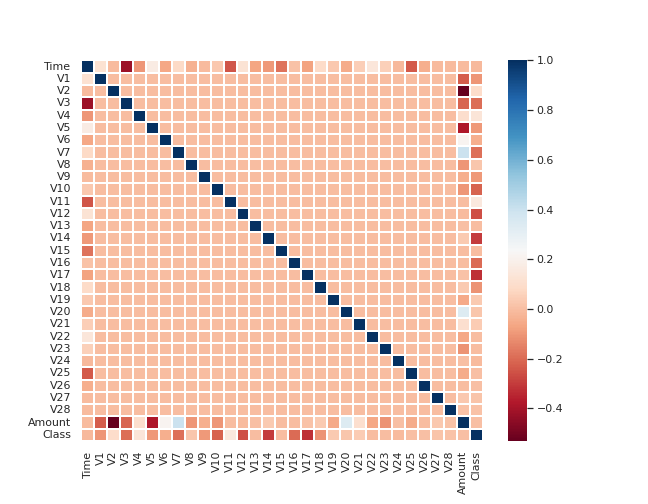 Time
V1
V2
V3
V4
V5
V6
V7
V8
V9
V10
V11
V12
V13
V14
V15
V16
V17
V18
V19
V20
V21
V22
V23
V24
V25
V26
V27
V28
Amount
Class
Time V1 V2 V3 V4 V5 V6 V7 V8 V9 V10 V11 V12 V13 V14 V15 V16 V17 V18 V19 V20 V21 V22 V23 V24 V25 V26 V27 V28 Amount Class
1.0
0.8
0.6
0.4
0.2
0.0
−0.2
−0.4